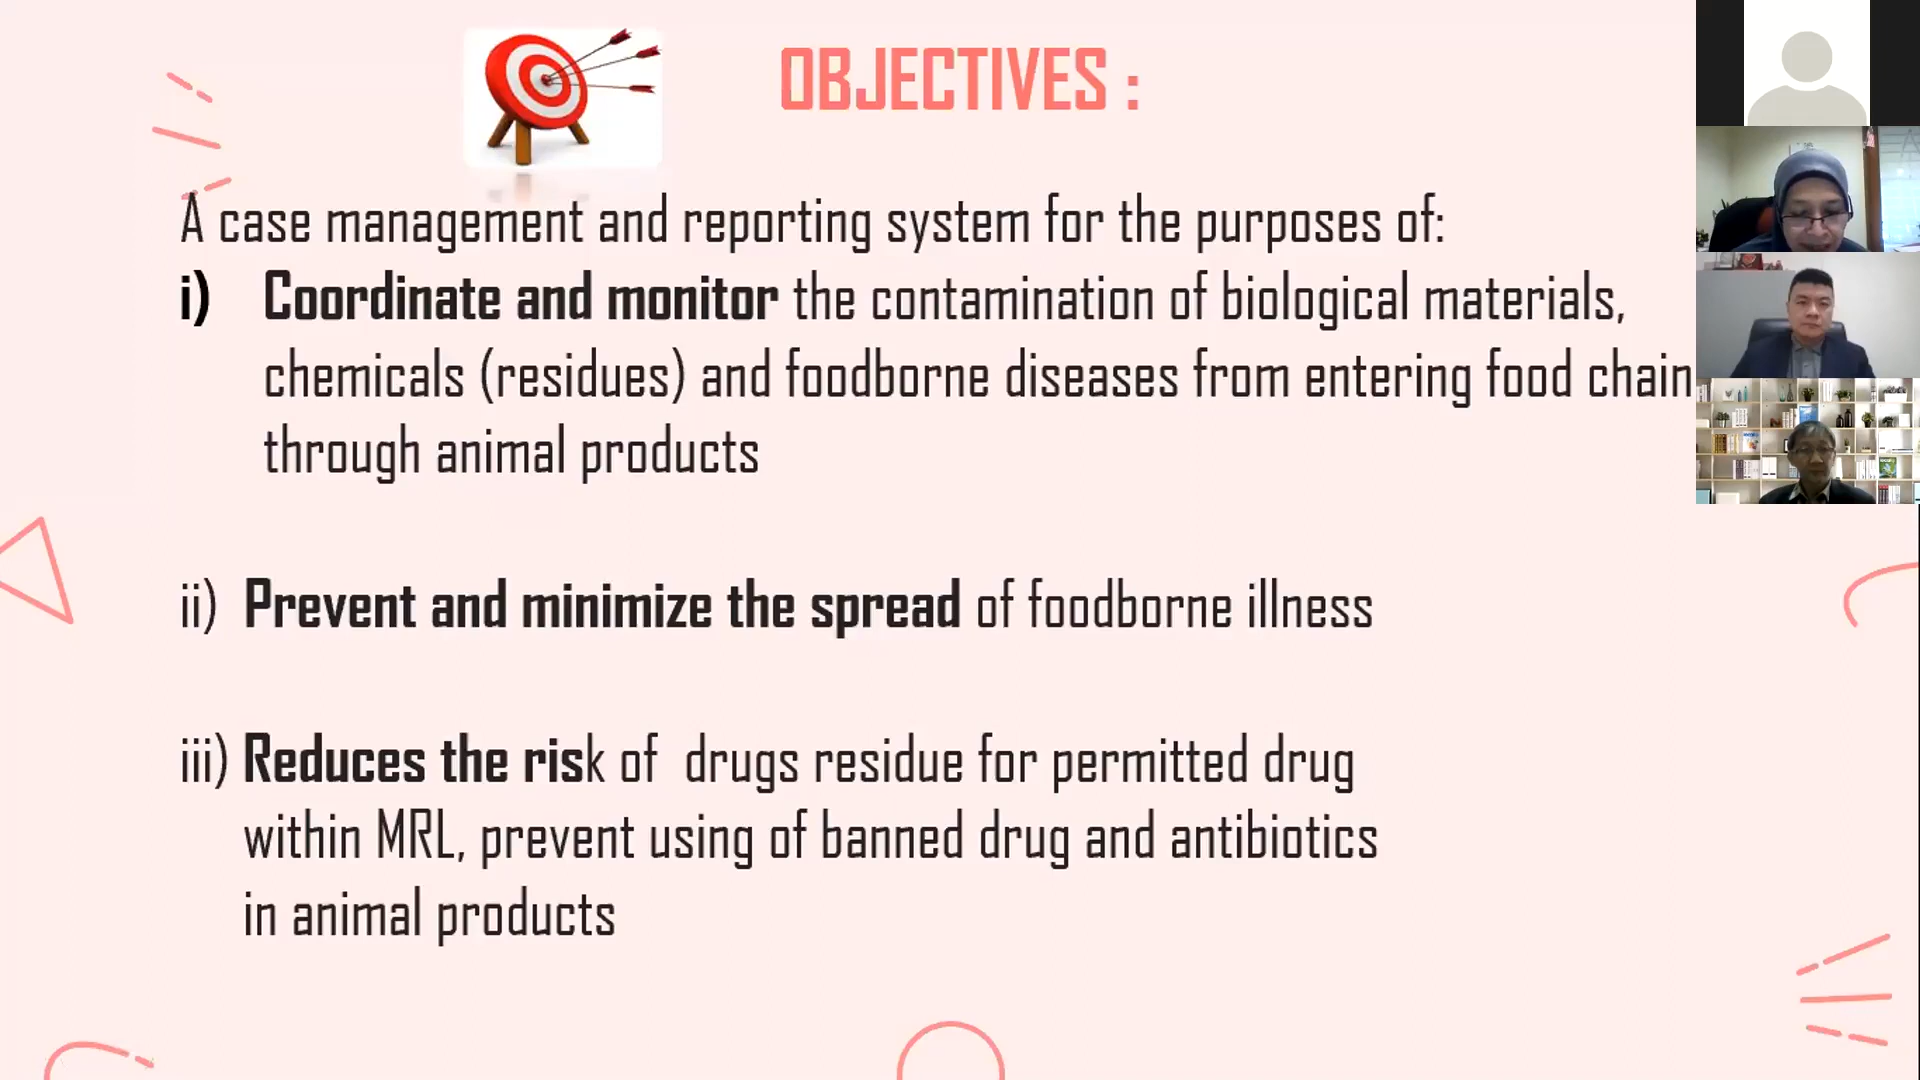 OBJECTIVES :
A case management and reporting system for the purposes of:
i) Coordinate and monitor the contamination of biological materials,
chemicals (residues) and foodborne diseases from entering food chain
through animal products
ii) Prevent and minimize the spread of foodborne illness
iii) Reduces the risk of drugs residue for permitted drug
within MRL, prevent using of banned drug and antibiotics
in animal products